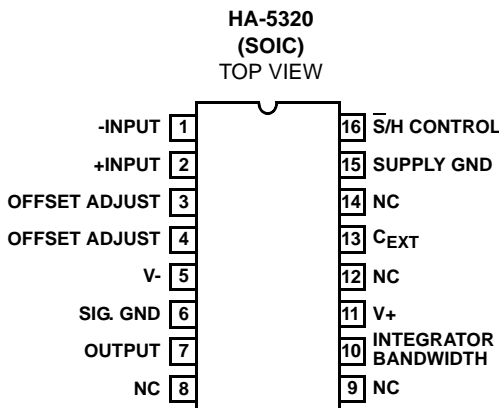 HA-5320
(SOIC)
TOP VIEW
-INPUT 1
+INPUT 2
OFFSET ADJUST 3
OFFSET ADJUST 4
V- 5
SIG. GND 6
OUTPUT 7
NC 8
16 S̅/H CONTROL
15 SUPPLY GND
14 NC
13 CEXT
12 NC
11 V+
10 INTEGRATOR
BANDWIDTH
9 NC